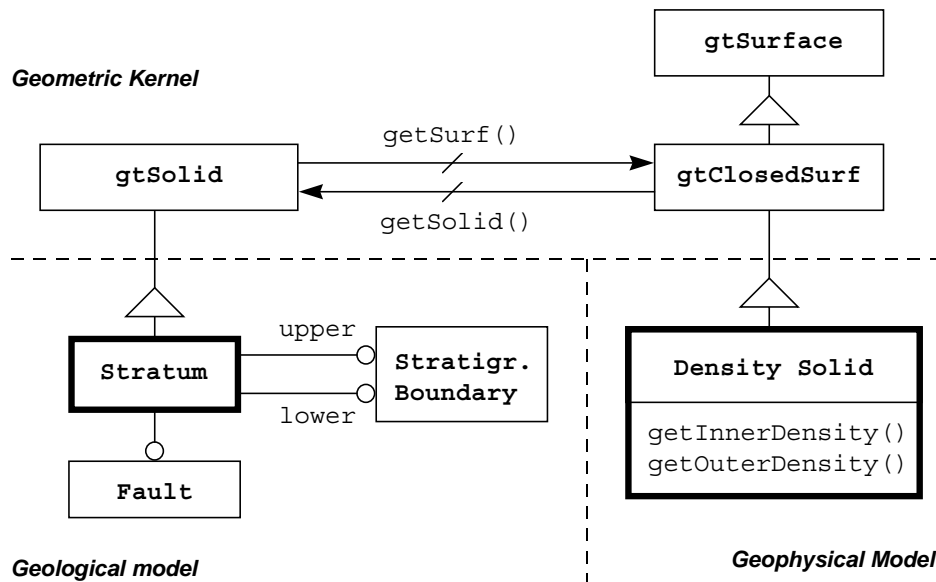 gtSurface
Geometric Kernel
getSurf()
gtSolid
gtClosedSurf
getSolid()
upper
Stratum
Stratigr.
Boundary
lower
Fault
Density Solid
getInnerDensity()
getOuterDensity()
Geological model
Geophysical Model